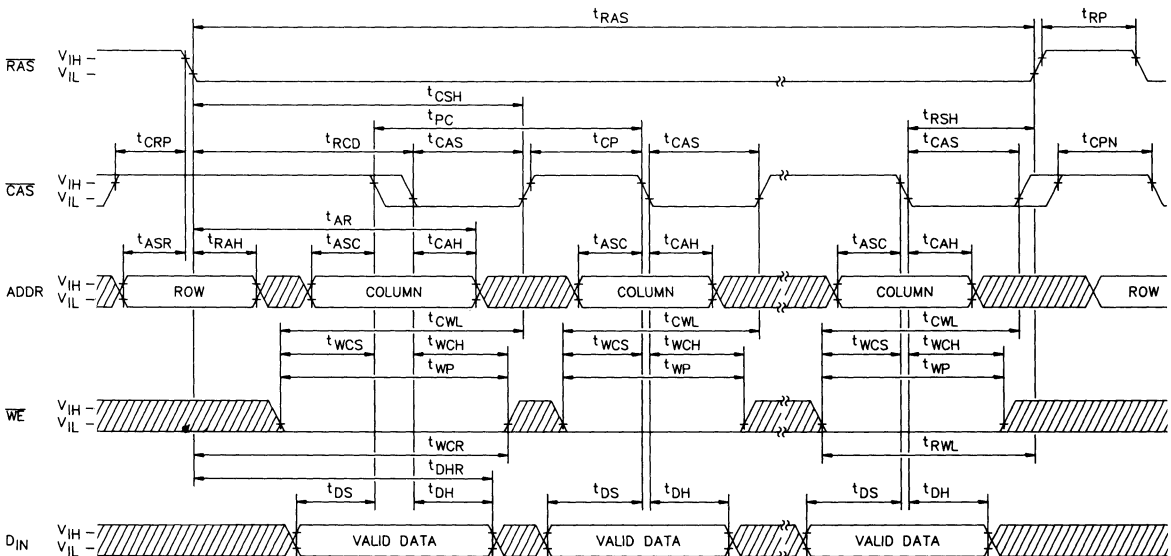 tRAS tRP
RAS VIH VIL
tCSH
tPC tRSH
tCRP tRCD tCAS tCP tCAS tCAS tCPN
CAS VIH VIL
tAR
tASR tRAH tASC tCAH tASC tCAH tASC tCAH
ADDR VIH VIL ROW COLUMN COLUMN COLUMN ROW
tCWL tCWL tCWL
tWCS tWCH tWCS tWCH tWCS tWCH
tWP tWP tWP
WE VIH VIL
tWCR tRWL
tDHR
tDS tDH tDS tDH tDS tDH
DIN VIH VIL VALID DATA VALID DATA VALID DATA